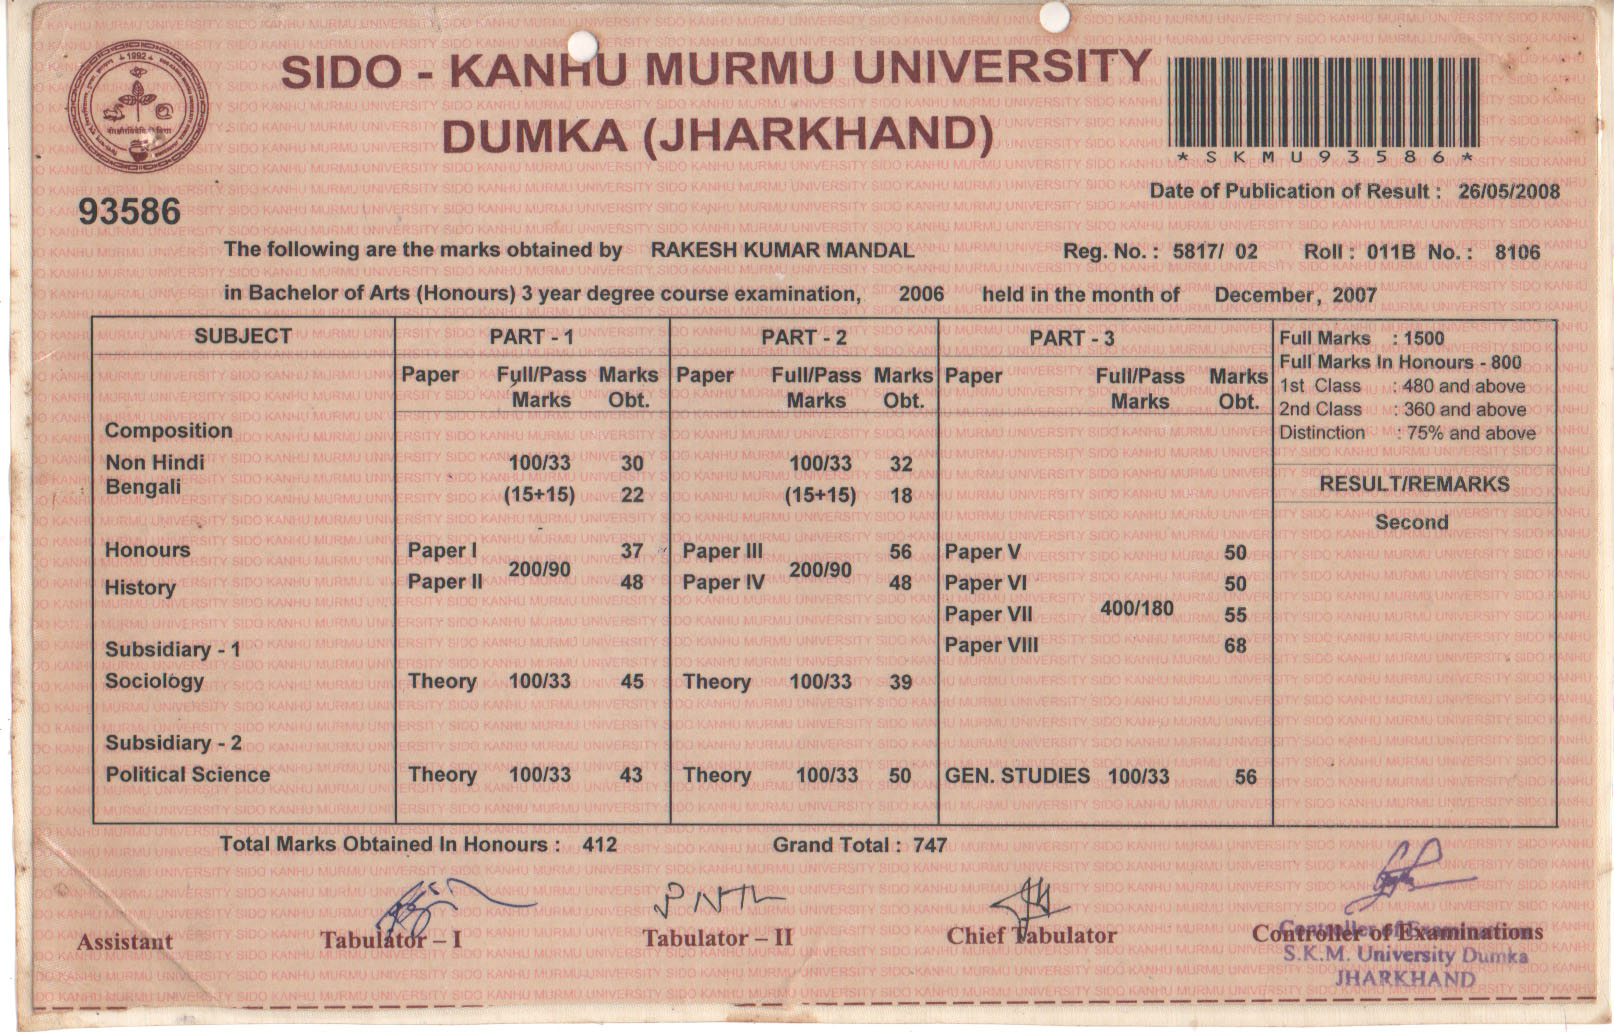 1992
SIDO - KANHU MURMU UNIVERSITY
DUMKA (JHARKHAND)
*SKMU93586*
Date of Publication of Result : 26/05/2008
93586
The following are the marks obtained by RAKESH KUMAR MANDAL Reg. No. : 5817/ 02 Roll : 011B No. : 8106
in Bachelor of Arts (Honours) 3 year degree course examination, 2006 held in the month of December, 2007
SUBJECT PART - 1 PART - 2 PART - 3 Full Marks : 1500
Full Marks In Honours - 800
Paper Full/Pass Marks Paper Full/Pass Marks Paper Full/Pass Marks 1st Class : 480 and above
Marks Obt. Marks Obt. Marks Obt. 2nd Class : 360 and above
Composition Distinction : 75% and above
Non Hindi 100/33 30 100/33 32
Bengali (15+15) 22 (15+15) 18 RESULT/REMARKS
Second
Honours Paper I 37 Paper III 56 Paper V 50
200/90 200/90
History Paper II 48 Paper IV 48 Paper VI 50
Paper VII 400/180 55
Subsidiary - 1 Paper VIII 68
Sociology Theory 100/33 45 Theory 100/33 39
Subsidiary - 2
Political Science Theory 100/33 43 Theory 100/33 50 GEN. STUDIES 100/33 56
Total Marks Obtained In Honours : 412 Grand Total : 747
Assistant Tabulator – I Tabulator – II Chief Tabulator Controller of Examinations
Controller of Examinations
S.K.M. University Dumka
JHARKHAND